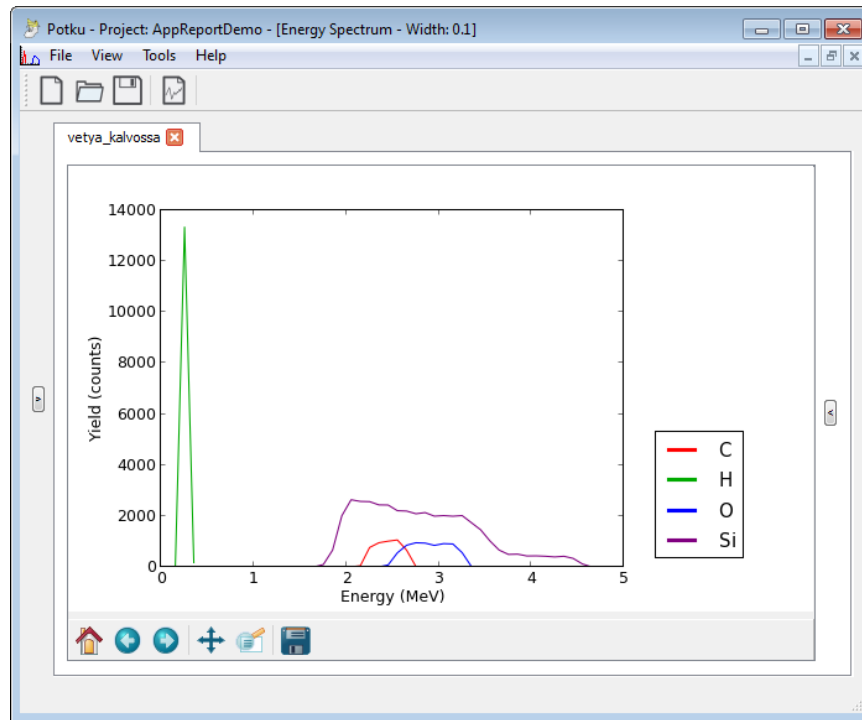 Potku - Project: AppReportDemo - [Energy Spectrum - Width: 0.1]
File View Tools Help
vetya_kalvossa
14000
12000
10000
8000
6000
4000
2000
0
Yield (counts)
0 1 2 3 4 5
Energy (MeV)
C
H
O
Si